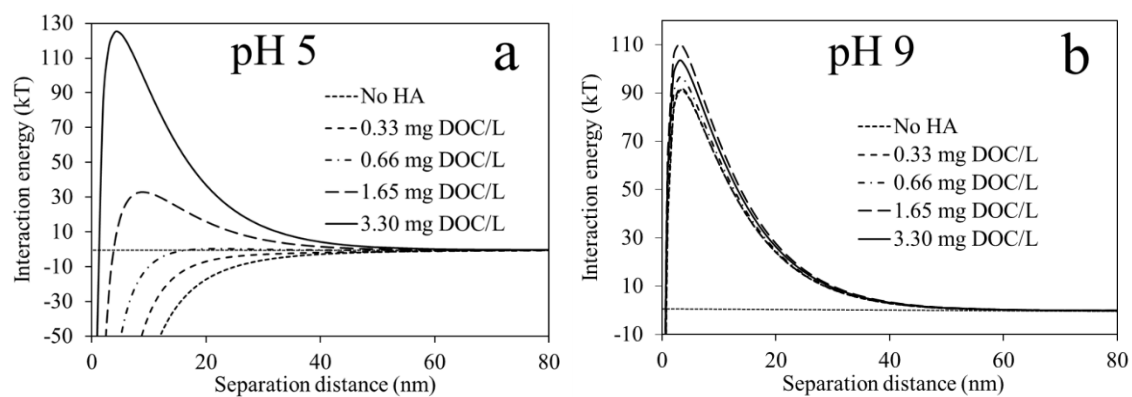 pH 5
a
Interaction energy (kT)
130
110
90
70
50
30
10
-10
-30
-50
No HA
0.33 mg DOC/L
0.66 mg DOC/L
1.65 mg DOC/L
3.30 mg DOC/L
0
20
40
60
80
Separation distance (nm)
pH 9
b
Interaction energy (kT)
110
90
70
50
30
10
-10
No HA
0.33 mg DOC/L
0.66 mg DOC/L
1.65 mg DOC/L
3.30 mg DOC/L
0
20
40
60
80
Separation distance (nm)